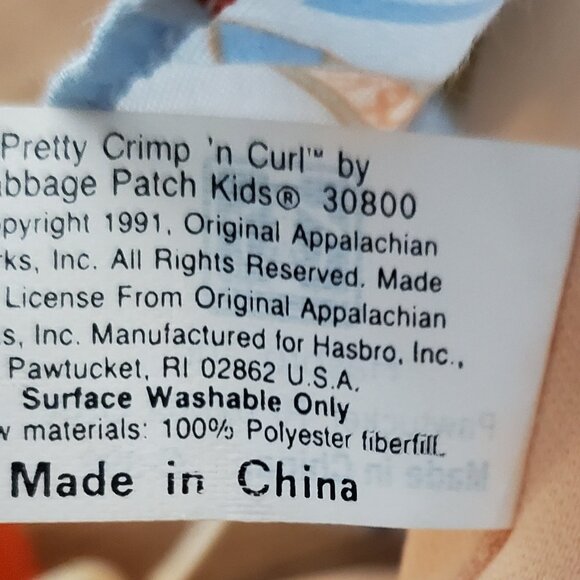 Pretty Crimp 'n Curl™ by
bbage Patch Kids® 30800
pyright 1991, Original Appalachian
ks, Inc. All Rights Reserved. Made
License From Original Appalachian
s, Inc. Manufactured for Hasbro, Inc.,
Pawtucket, RI 02862 U.S.A.
Surface Washable Only
w materials: 100% Polyester fiberfill.
Made in China